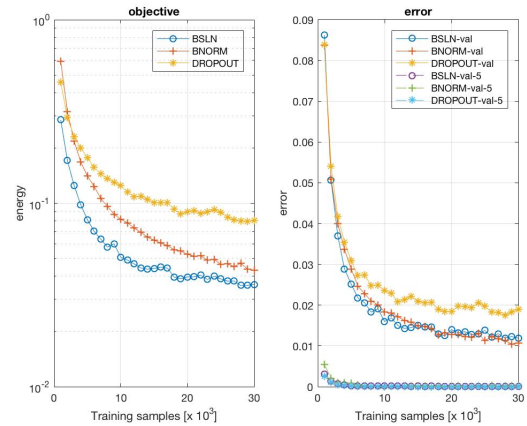 objective
10^0
10^-1
10^-2
energy
0
10
20
30
Training samples [x 10^3]
BSLN
BNORM
DROPOUT
error
0.09
0.08
0.07
0.06
0.05
0.04
0.03
0.02
0.01
0
error
0
10
20
30
Training samples [x 10^3]
BSLN-val
BNORM-val
DROPOUT-val
BSLN-val-5
BNORM-val-5
DROPOUT-val-5